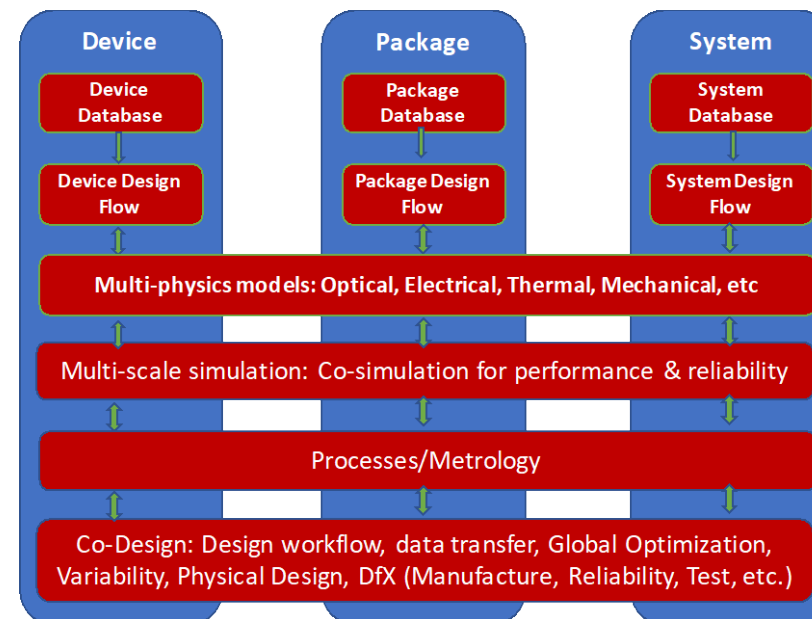 Device
Package
System
Device
Database
Package
Database
System
Database
Device Design
Flow
Package Design
Flow
System Design
Flow
Multi-physics models: Optical, Electrical, Thermal, Mechanical, etc
Multi-scale simulation: Co-simulation for performance & reliability
Processes/Metrology
Co-Design: Design workflow, data transfer, Global Optimization,
Variability, Physical Design, DfX (Manufacture, Reliability, Test, etc.)